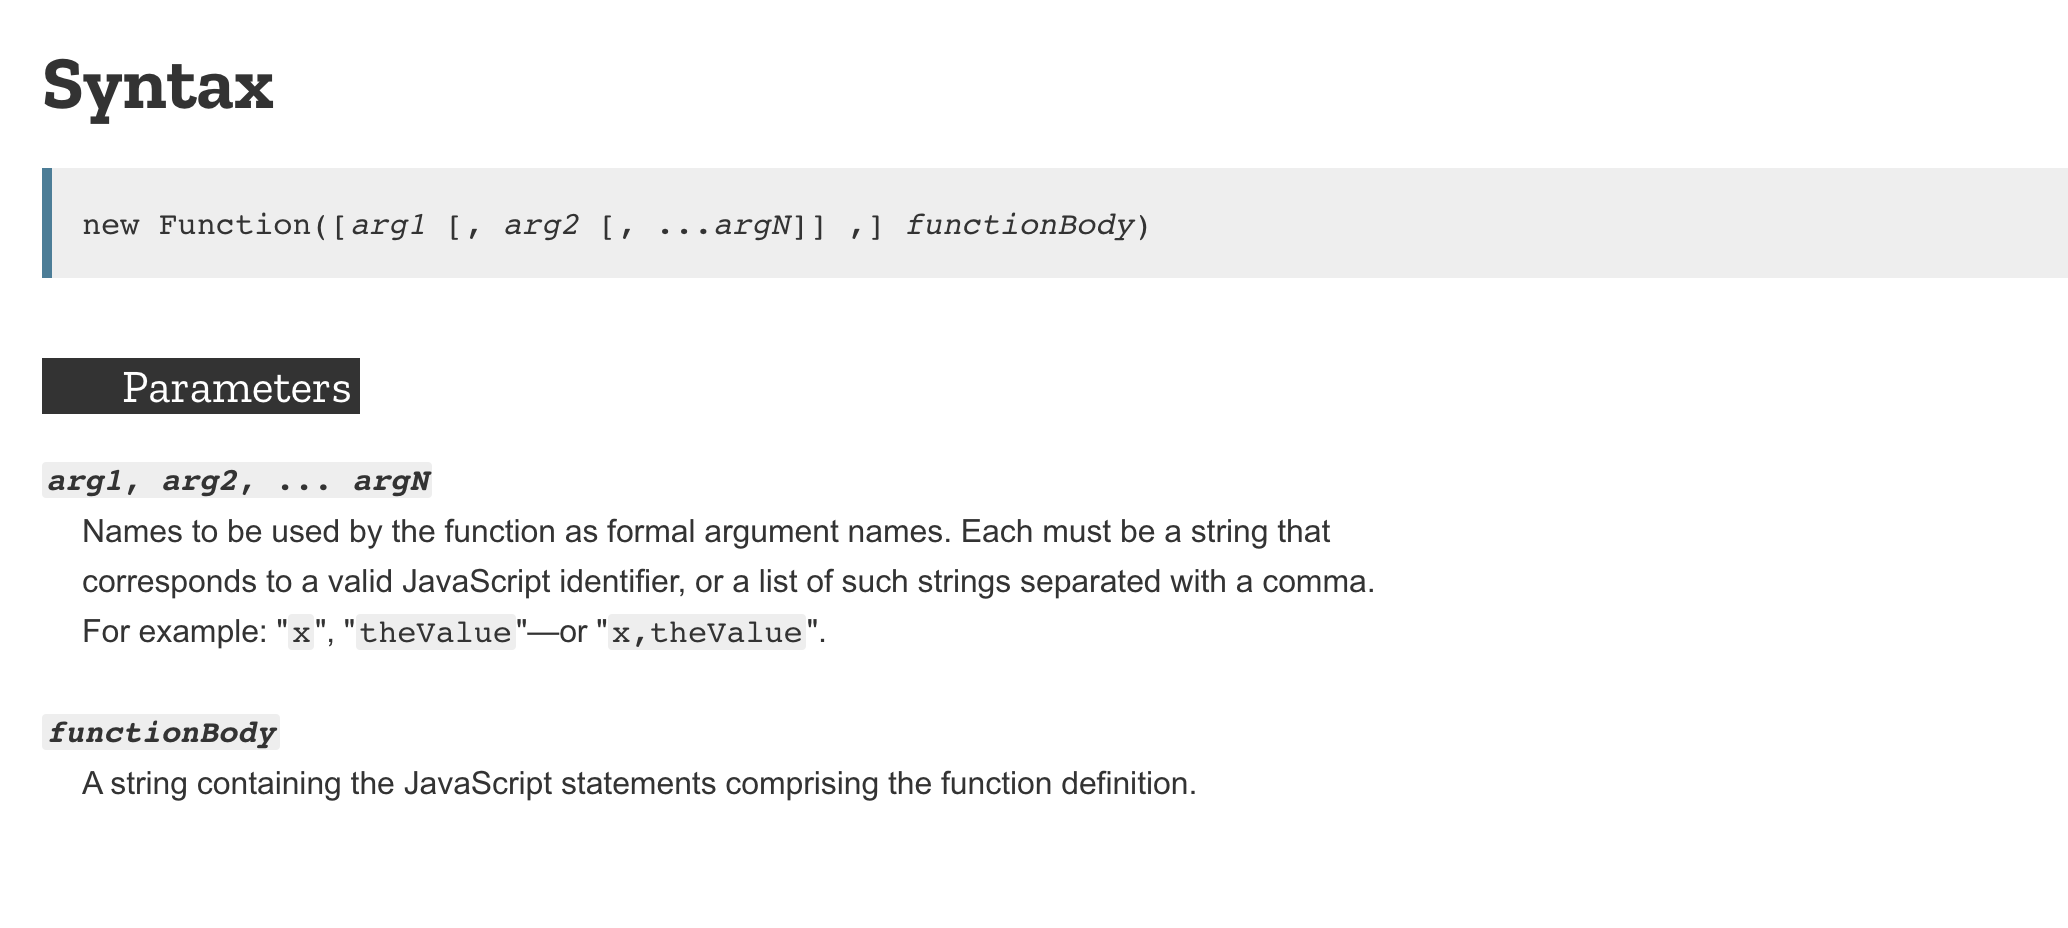 Syntax
new Function([arg1 [, arg2 [, ...argN]] ,] functionBody)
Parameters
arg1, arg2, ... argN
Names to be used by the function as formal argument names. Each must be a string that
corresponds to a valid JavaScript identifier, or a list of such strings separated with a comma.
For example: "x", "theValue"—or "x,theValue".
functionBody
A string containing the JavaScript statements comprising the function definition.